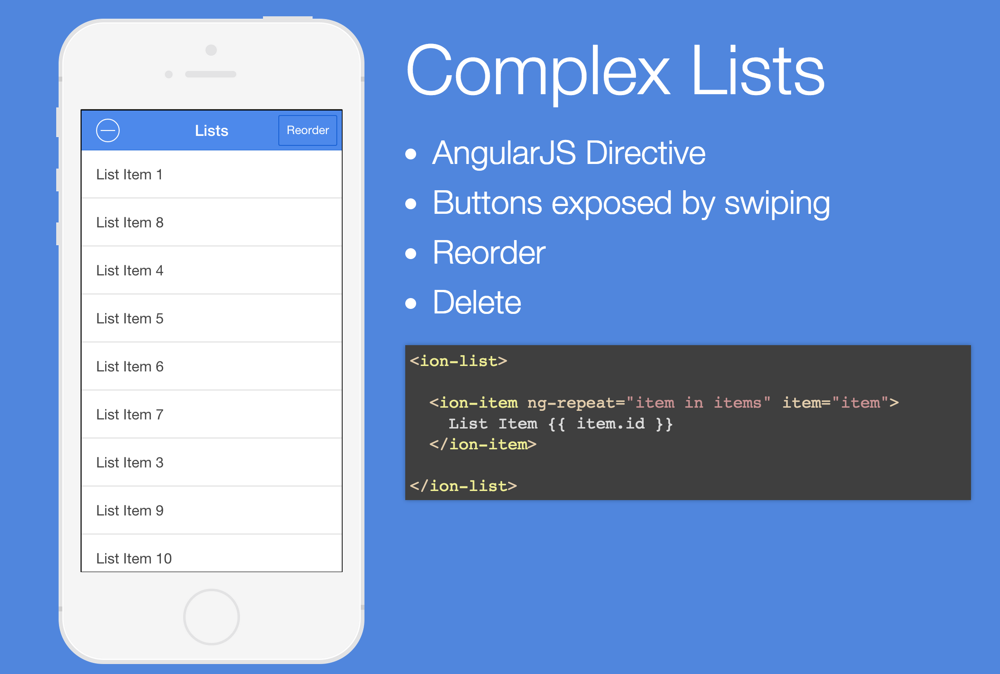 Lists
Reorder
List Item 1
List Item 8
List Item 4
List Item 5
List Item 6
List Item 7
List Item 3
List Item 9
List Item 10
Complex Lists
• AngularJS Directive
• Buttons exposed by swiping
• Reorder
• Delete
<ion-list>
  <ion-item ng-repeat="item in items" item="item">
    List Item {{ item.id }}
  </ion-item>
</ion-list>